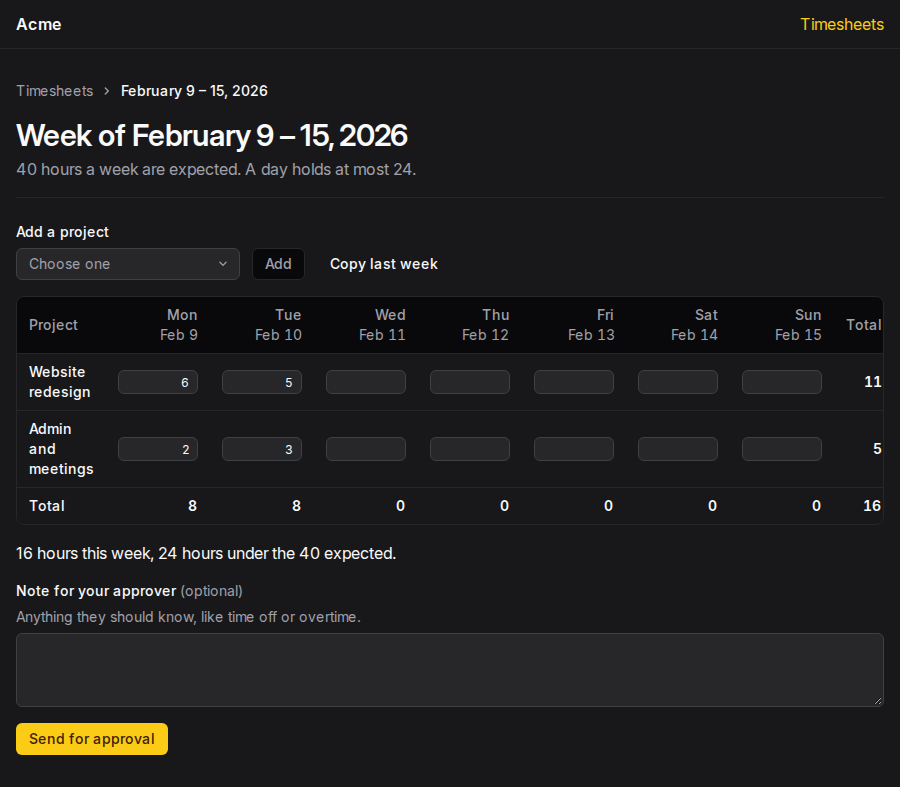 Acme
Timesheets
Timesheets > February 9 – 15, 2026
Week of February 9 – 15, 2026
40 hours a week are expected. A day holds at most 24.
Add a project
Choose one
Add
Copy last week
Project Mon Feb 9 Tue Feb 10 Wed Feb 11 Thu Feb 12 Fri Feb 13 Sat Feb 14 Sun Feb 15 Total
Website redesign 6 5 11
Admin and meetings 2 3 5
Total 8 8 0 0 0 0 0 16
16 hours this week, 24 hours under the 40 expected.
Note for your approver (optional)
Anything they should know, like time off or overtime.
Send for approval